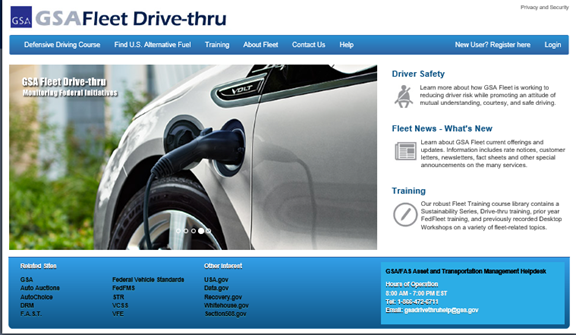 Privacy and Security
GSA GSAFleet Drive-thru
Defensive Driving Course Find U.S. Alternative Fuel Training About Fleet Contact Us Help New User? Register here Login
GSA Fleet Drive-thru
Monitoring Federal Initiatives
VOLT
Driver Safety
Learn more about how GSA Fleet is working to
reducing driver risk while promoting an attitude of
mutual understanding, courtesy, and safe driving.
Fleet News - What's New
Learn about GSA Fleet current offerings and
updates. Information includes rate notices, customer
letters, newsletters, fact sheets and other special
announcements on the many services.
Training
Our robust Fleet Training course library contains a
Sustainability Series, Drive-thru training, prior year
FedFleet training, and previously recorded Desktop
Workshops on a variety of fleet-related topics.
Related Sites
GSA
Auto Auctions
AutoChoice
DRM
F.A.S.T.
Federal Vehicle Standards
FedFMS
STR
VCSS
VFE
Other Interest
USA.gov
Data.gov
Recovery.gov
Whitehouse.gov
Section508.gov
GSA/FAS Asset and Transportation Management Helpdesk
Hours of Operation
8:00 AM - 7:00 PM EST
Tel: 1-866-472-6711
Email: gsadrivethruhelp@gsa.gov